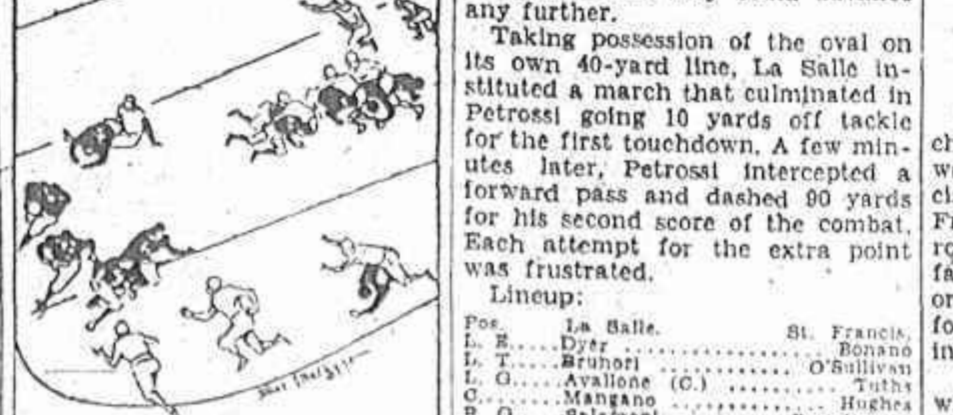 any further.
Taking possession of the oval on
its own 40-yard line, La Salle in-
stituted a march that culminated in
Petrossi going 10 yards off tackle
for the first touchdown. A few min-
utes later, Petrossi intercepted a
forward pass and dashed 90 yards
for his second score of the combat.
Each attempt for the extra point
was frustrated.
Lineup:
Pos. La Salle. St. Francis.
L. E.....Dyer .............. Bonano
L. T.....Bruhorl ............ O'Sullivan
L. G.....Avallone (C.) .......... Tuths
C........Mangano ............ Hughes
R. G.